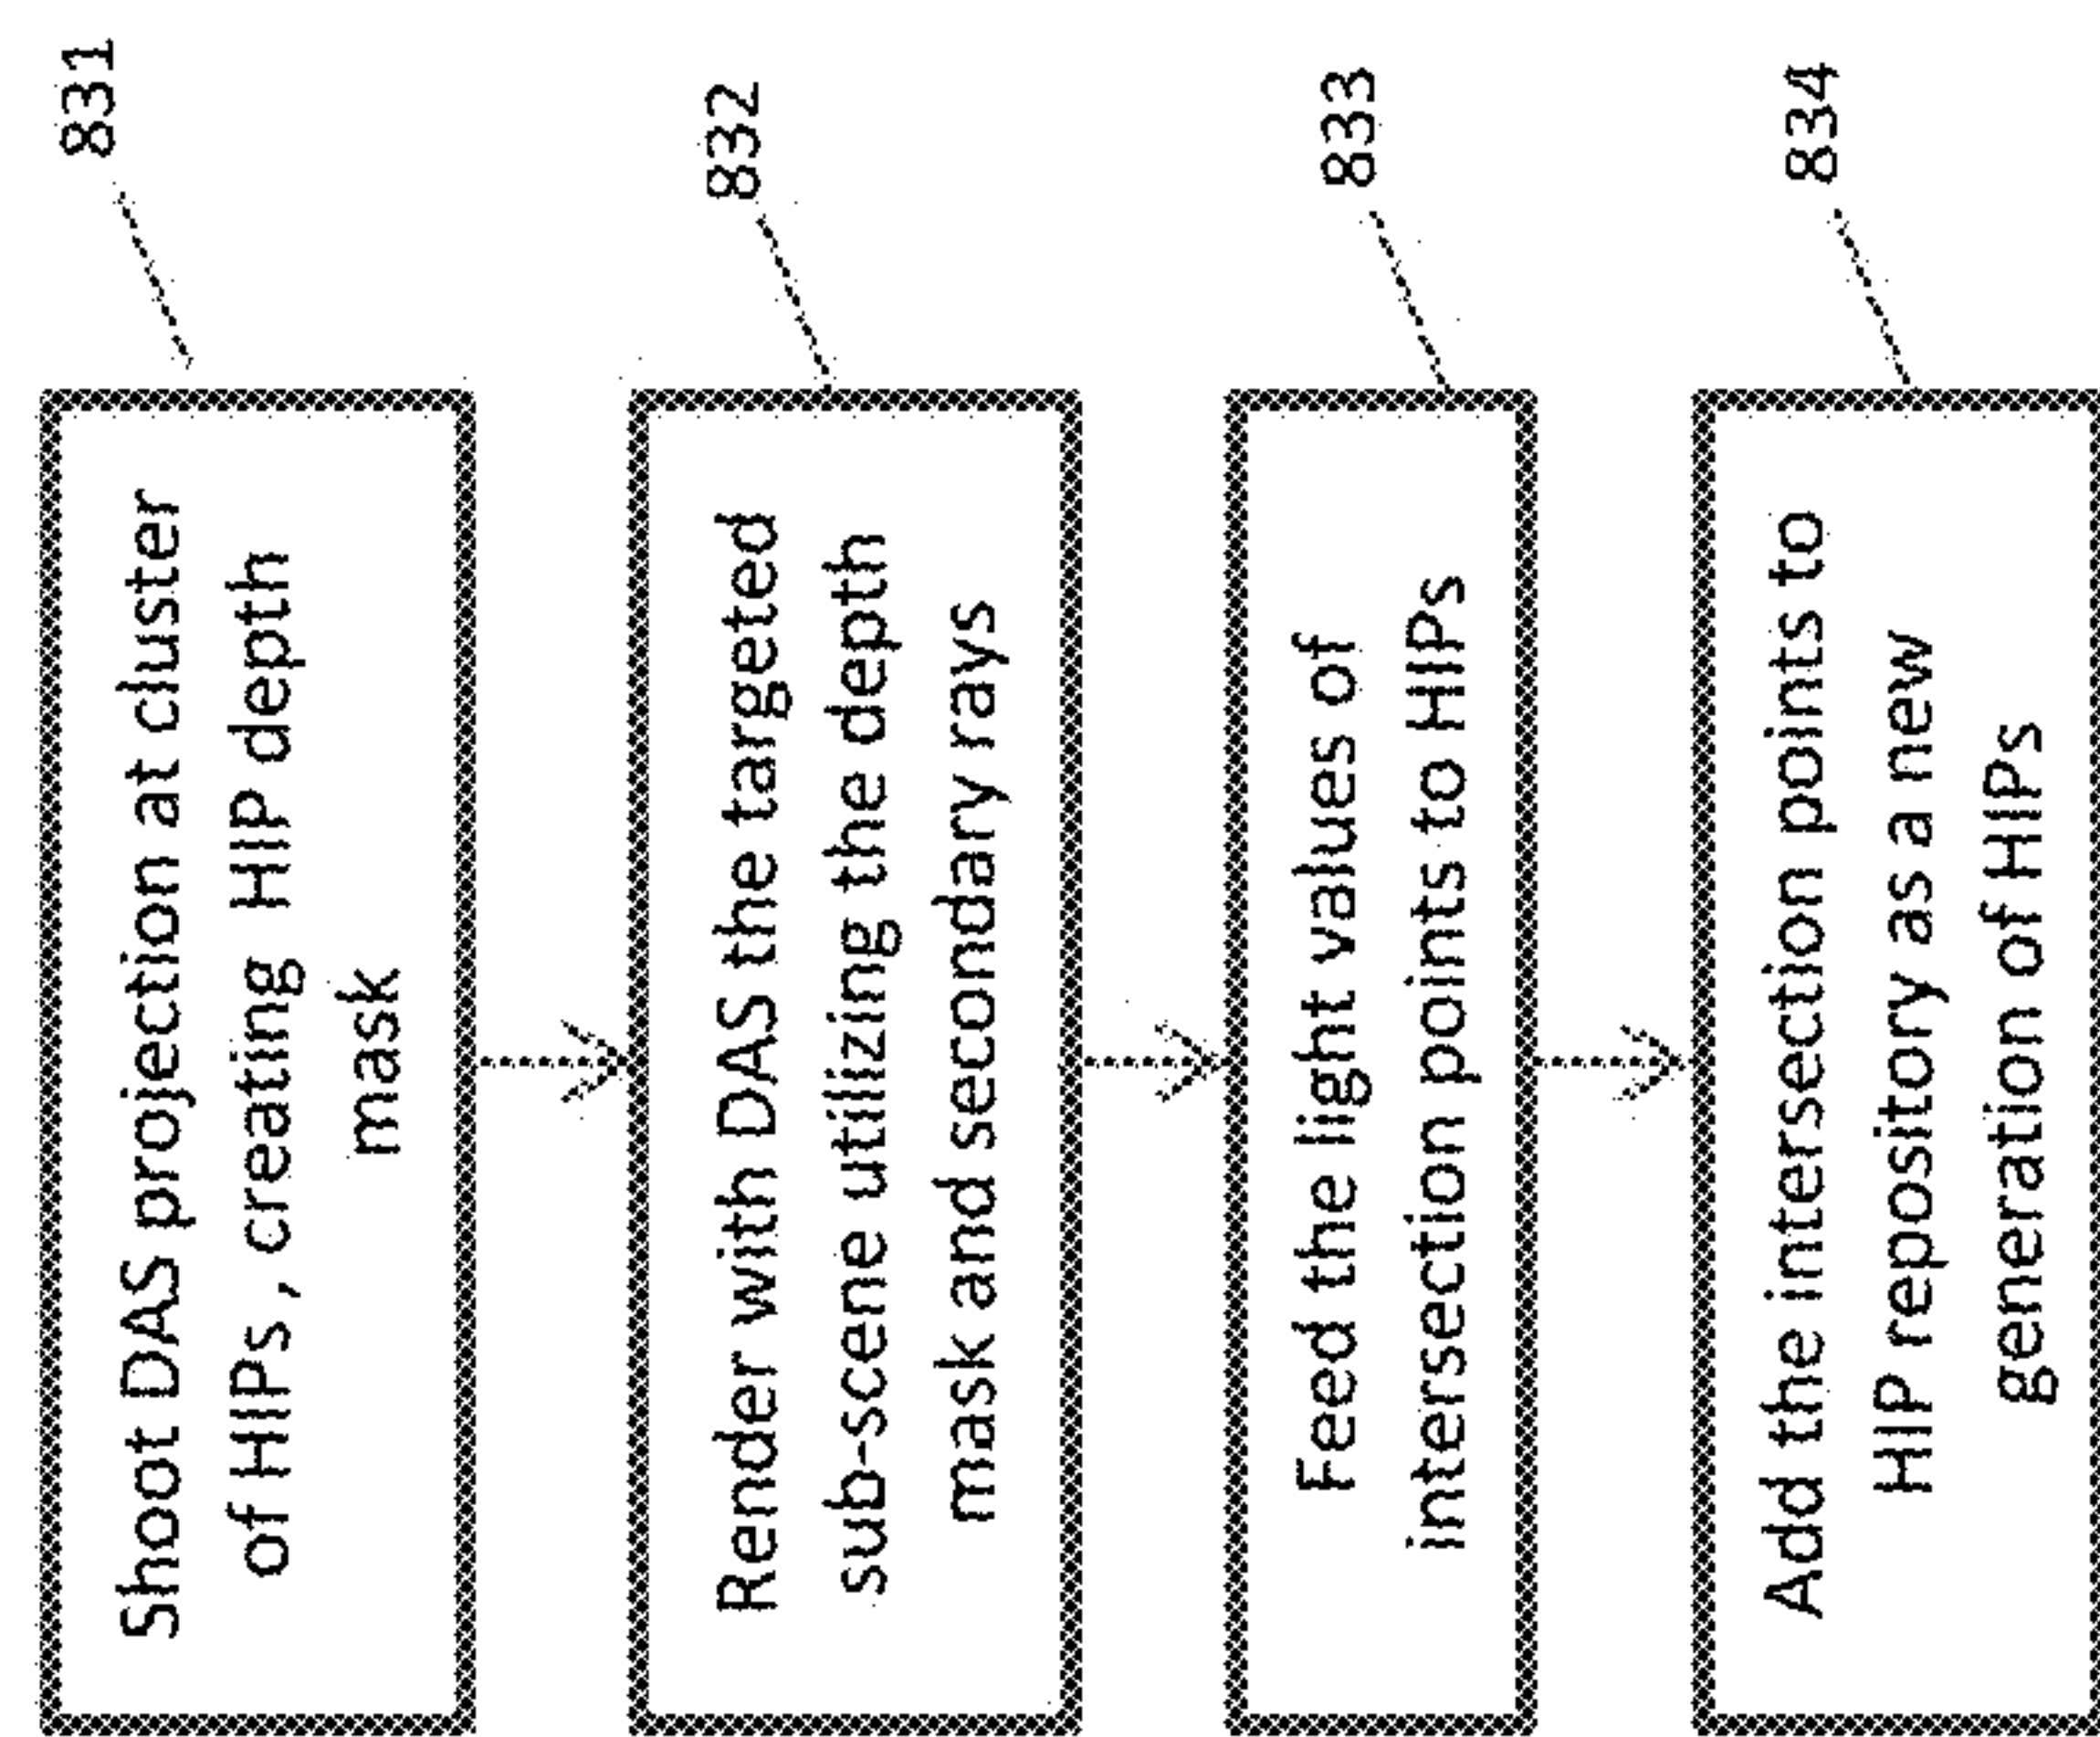 831
Shoot DAS projection at cluster
of HIPs, creating HIP depth
mask
832
Render with DAS the targeted
sub-scene utilizing the depth
mask and secondary rays
833
Feed the light values of
intersection points to HIPs
834
Add the intersection points to
HIP repository as a new
generation of HIPs